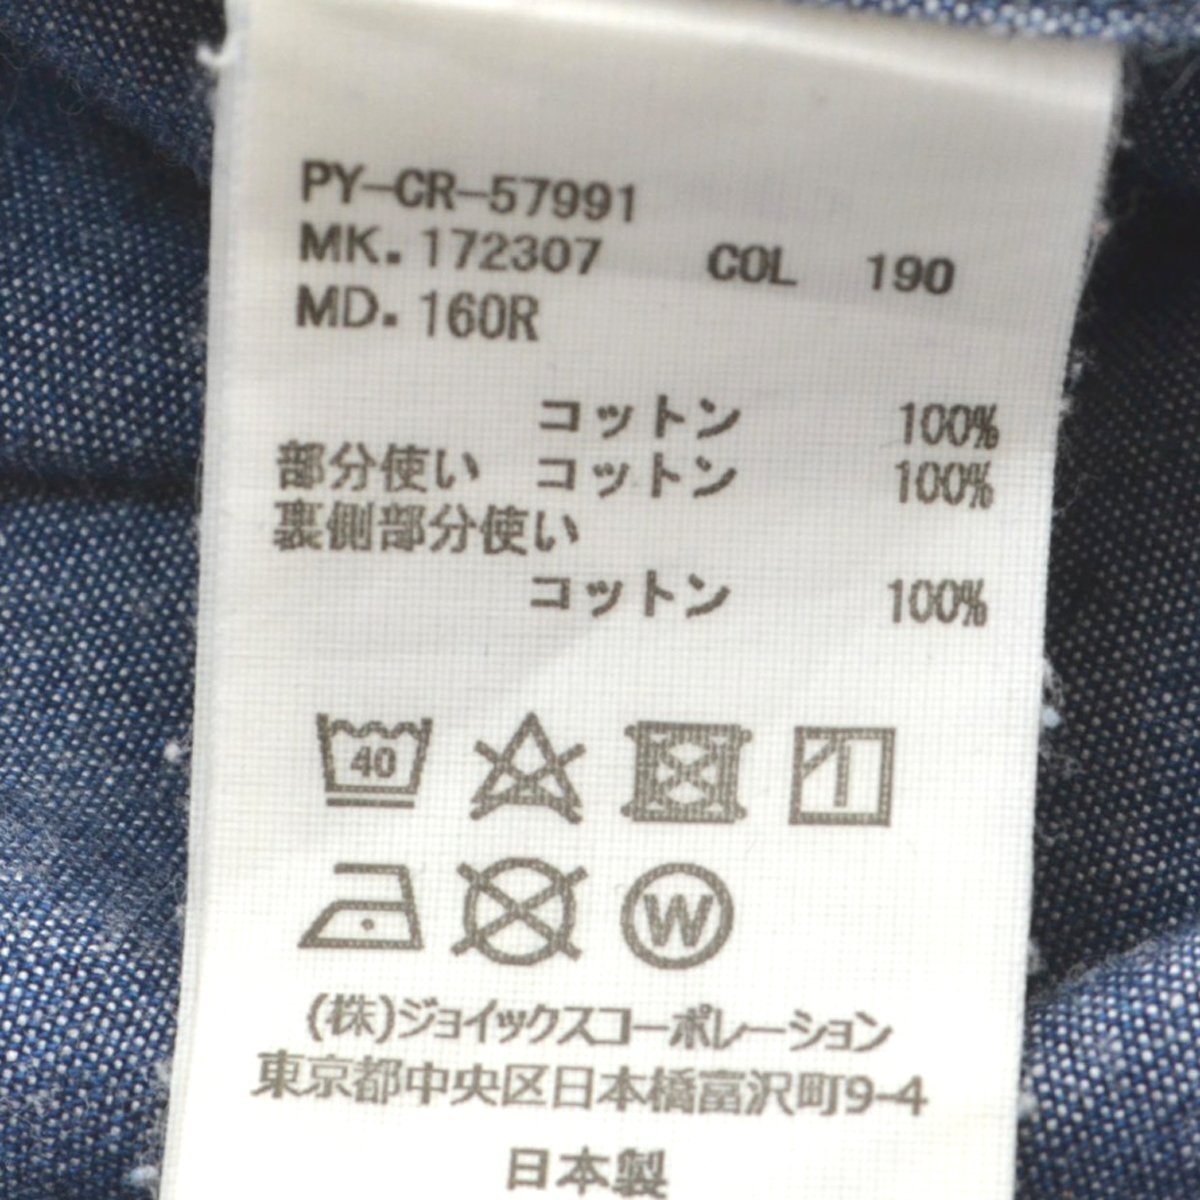 PY-CR-57991
MK. 172307 COL 190
MD. 160R
コットン 100%
部分使い コットン 100%
裏側部分使い
コットン 100%
40
W
(株)ジョイックスコーポレーション
東京都中央区日本橋富沢町9-4
日本製